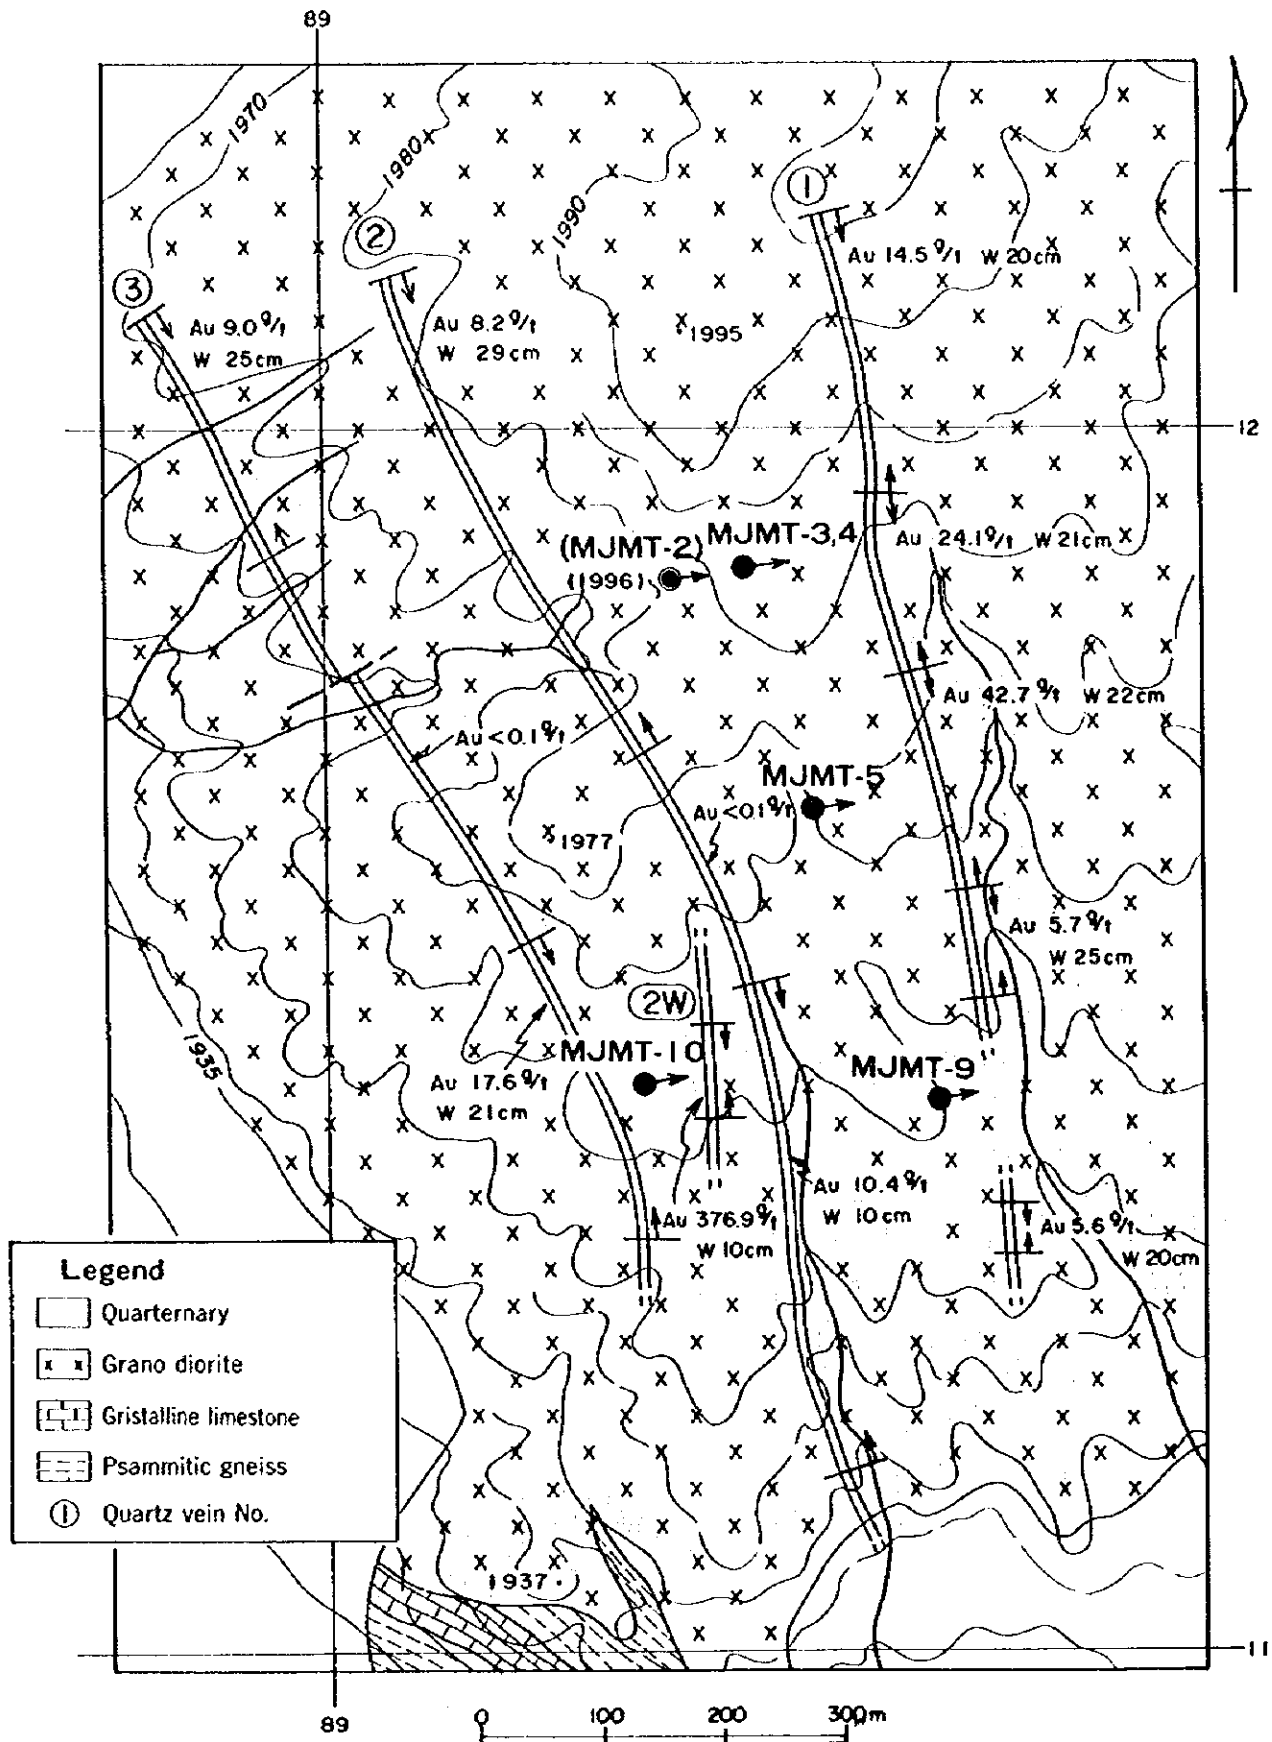 89
1970
1980
1990
①
②
③
Au 14.5 g/t W 20cm
Au 9.0 g/t
W 25cm
Au 8.2 g/t
W 29cm
1995
12
(MJMT-2)
(1996)
MJMT-3,4
Au 24.1 g/t W 21cm
Au 42.7 g/t W 22cm
Au <0.1 g/t
MJMT-5
Au <0.1 g/t
1977
Au 5.7 g/t
W 25cm
2W
1935
MJMT-10
MJMT-9
Au 17.6 g/t
W 21cm
Au 10.4 g/t
W 10cm
Au 376.9 g/t
W 10cm
Au 5.6 g/t
W 20cm
Legend
Quarternary
Grano diorite
Gristalline limestone
Psammitic gneiss
① Quartz vein No.
1937
11
89
0 100 200 300m